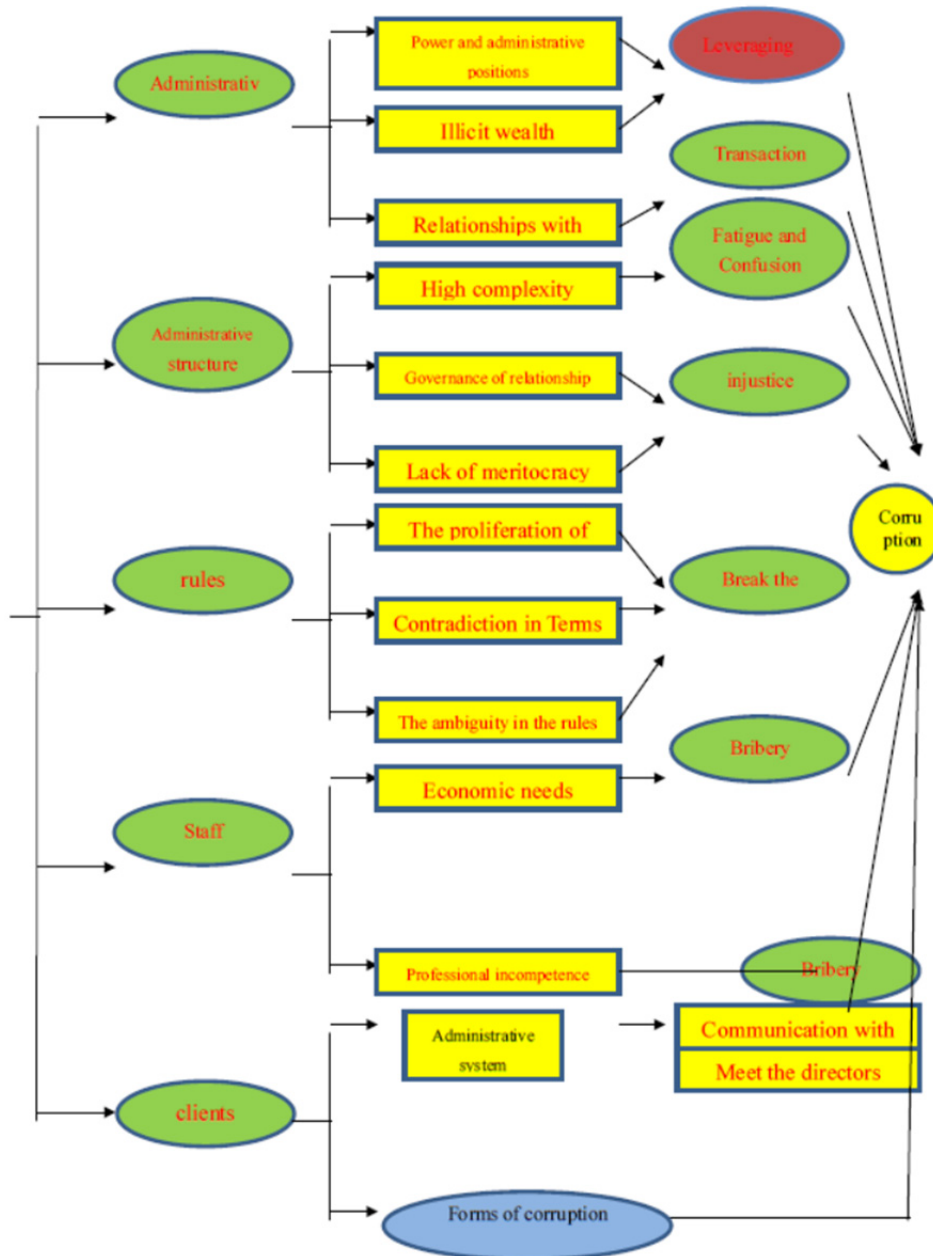 Power and administrative
positions
Leveraging
Administrativ
Illicit wealth
Transaction
Relationships with
Fatigue and
Confusion
High complexity
Administrative
structure
Governance of relationship
injustice
Lack of meritocracy
The proliferation of
Corru
ption
rules
Break the
Contradiction in Terms
The ambiguity in the rules
Bribery
Economic needs
Staff
Professional incompetence
Bribery
Administrative
system
Communication with
Meet the directors
clients
Forms of corruption